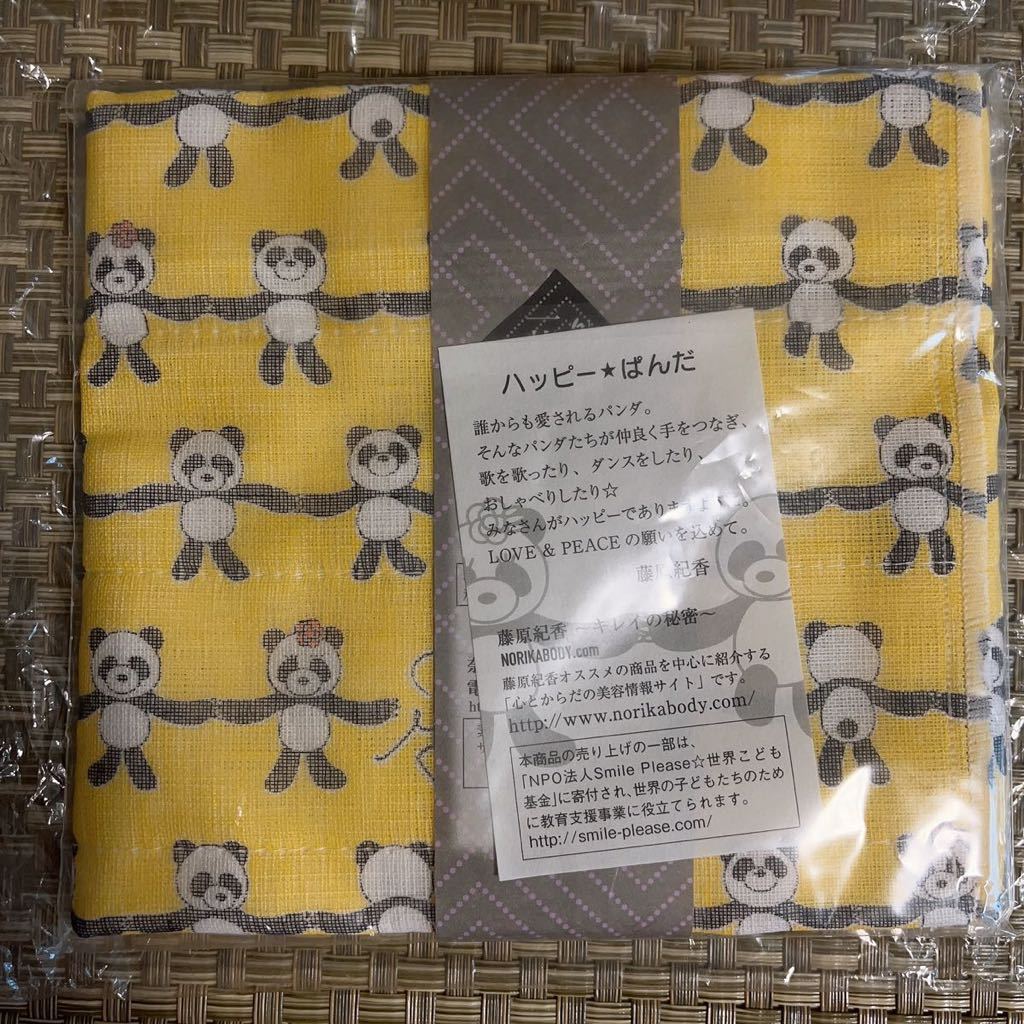 ハッピー★ぱんだ
誰からも愛されるパンダ。
そんなパンダたちが仲良く手をつなぎ、
歌を歌ったり、ダンスをしたり、
おしゃべりしたり☆
みなさんがハッピーでありますように。
LOVE & PEACE の願いを込めて。
藤原紀香
藤原紀香 〜キレイの秘密〜
NORIKABODY.com
藤原紀香オススメの商品を中心に紹介する
「心とからだの美容情報サイト」です。
http://www.norikabody.com/
本商品の売り上げの一部は、
「NPO法人Smile Please☆世界こども
基金」に寄付され、世界の子どもたちのため
に教育支援事業に役立てられます。
http://smile-please.com/
奈
電